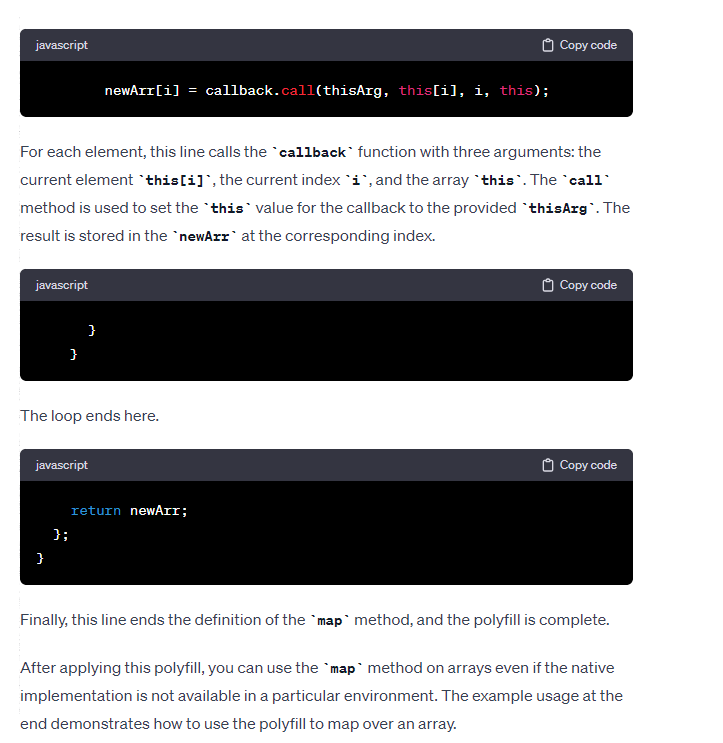 javascript Copy code
newArr[i] = callback.call(thisArg, this[i], i, this);
For each element, this line calls the `callback` function with three arguments: the
current element `this[i]`, the current index `i`, and the array `this`. The `call`
method is used to set the `this` value for the callback to the provided `thisArg`. The
result is stored in the `newArr` at the corresponding index.
javascript Copy code
}
}
The loop ends here.
javascript Copy code
return newArr;
};
}
Finally, this line ends the definition of the `map` method, and the polyfill is complete.
After applying this polyfill, you can use the `map` method on arrays even if the native
implementation is not available in a particular environment. The example usage at the
end demonstrates how to use the polyfill to map over an array.